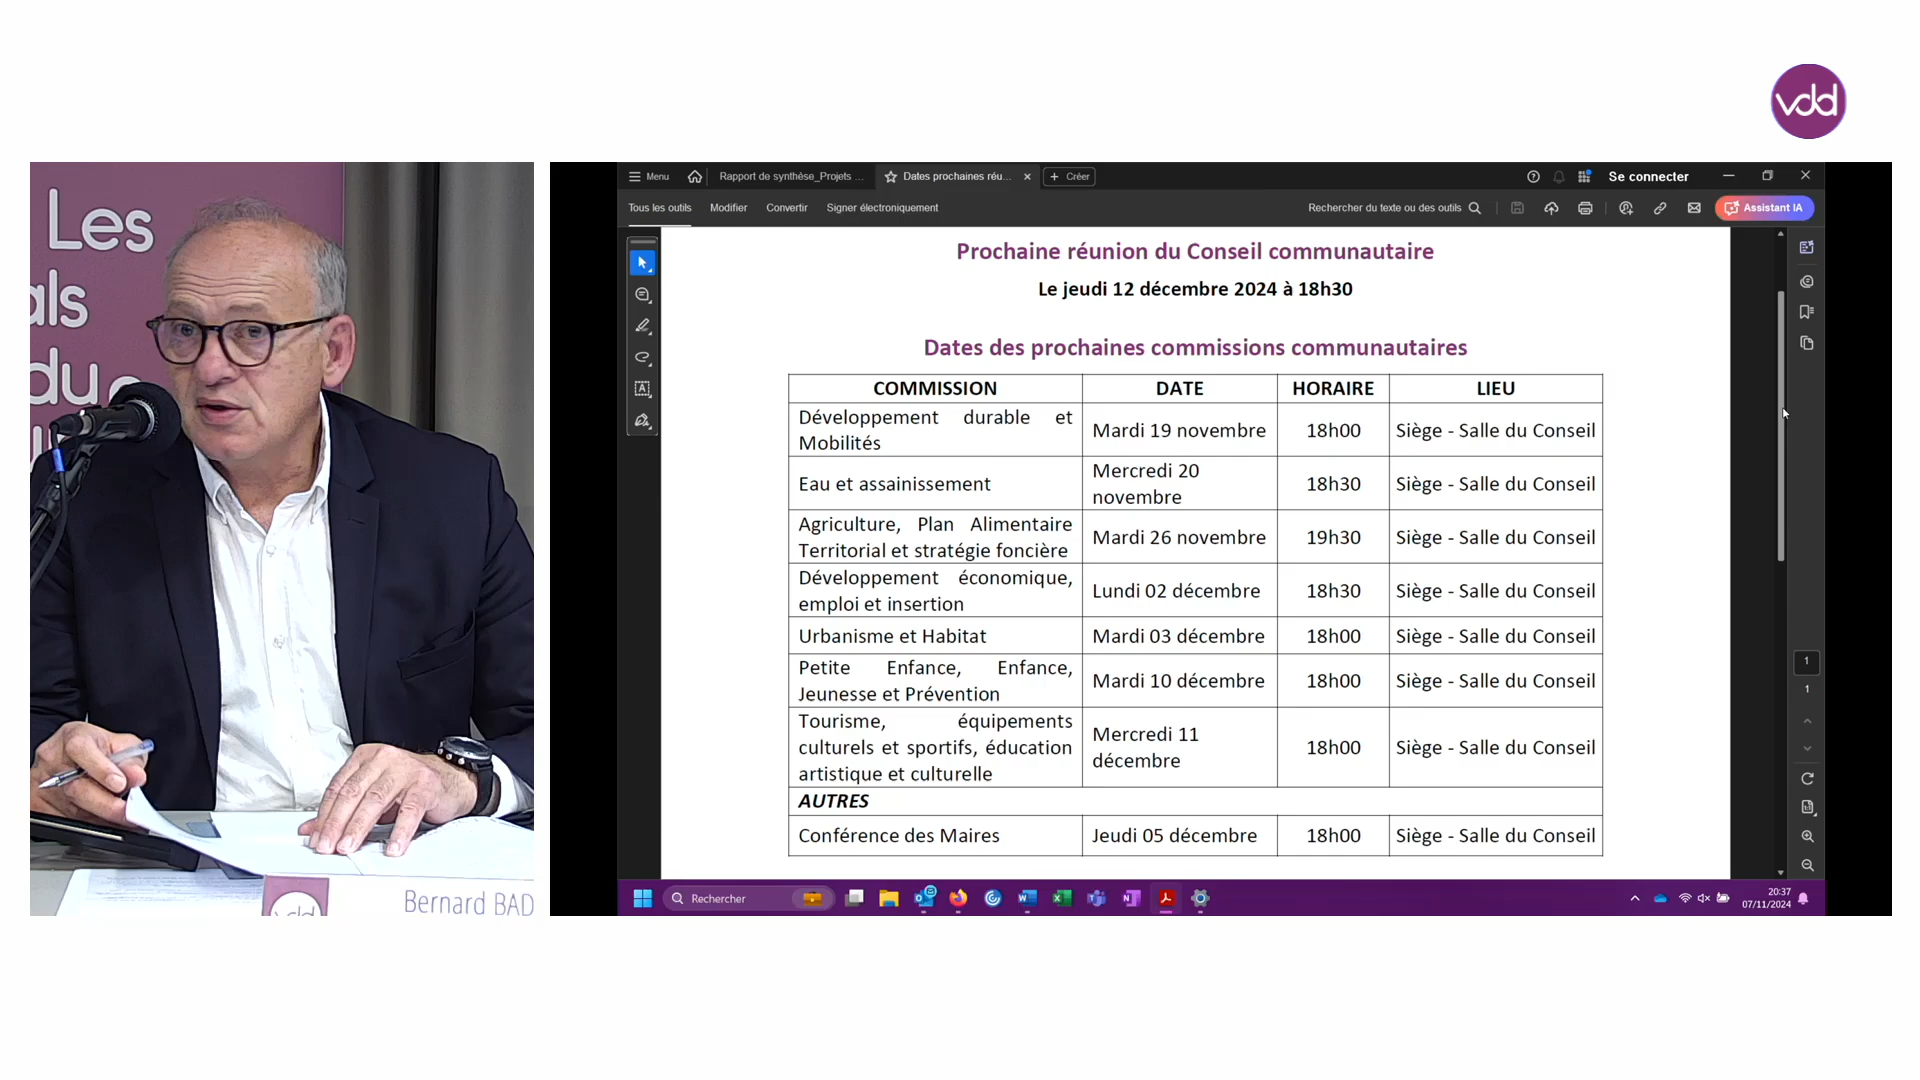 vdd
Les
als
du
Bernard BAD
vdd
Menu
Rapport de synthèse_Projets ...
Dates prochaines réu...
Créer
Se connecter
Tous les outils
Modifier
Convertir
Signer électroniquement
Rechercher du texte ou des outils
Assistant IA
Prochaine réunion du Conseil communautaire
Le jeudi 12 décembre 2024 à 18h30
Dates des prochaines commissions communautaires
COMMISSION DATE HORAIRE LIEU
Développement durable et
Mobilités
Mardi 19 novembre 18h00 Siège - Salle du Conseil
Eau et assainissement
Mercredi 20
novembre
18h30 Siège - Salle du Conseil
Agriculture, Plan Alimentaire
Territorial et stratégie foncière
Mardi 26 novembre 19h30 Siège - Salle du Conseil
Développement économique,
emploi et insertion
Lundi 02 décembre 18h30 Siège - Salle du Conseil
Urbanisme et Habitat Mardi 03 décembre 18h00 Siège - Salle du Conseil
Petite Enfance, Enfance,
Jeunesse et Prévention
Mardi 10 décembre 18h00 Siège - Salle du Conseil
Tourisme, équipements
culturels et sportifs, éducation
artistique et culturelle
Mercredi 11
décembre
18h00 Siège - Salle du Conseil
AUTRES
Conférence des Maires Jeudi 05 décembre 18h00 Siège - Salle du Conseil
1
1
Rechercher
20:37
07/11/2024